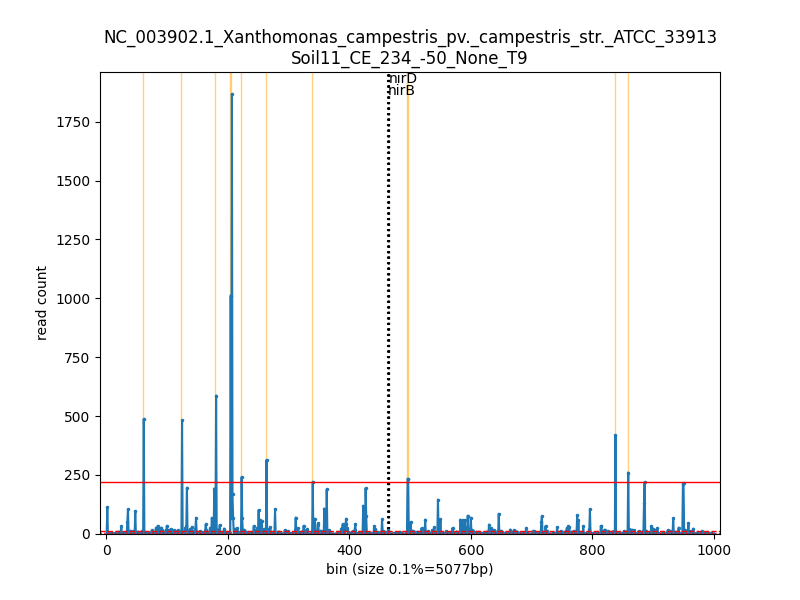 NC_003902.1_Xanthomonas_campestris_pv._campestris_str._ATCC_33913
Soil11_CE_234_-50_None_T9
nirD
nirB
1750
1500
1250
1000
750
500
250
0
read count
0
200
400
600
800
1000
bin (size 0.1%=5077bp)